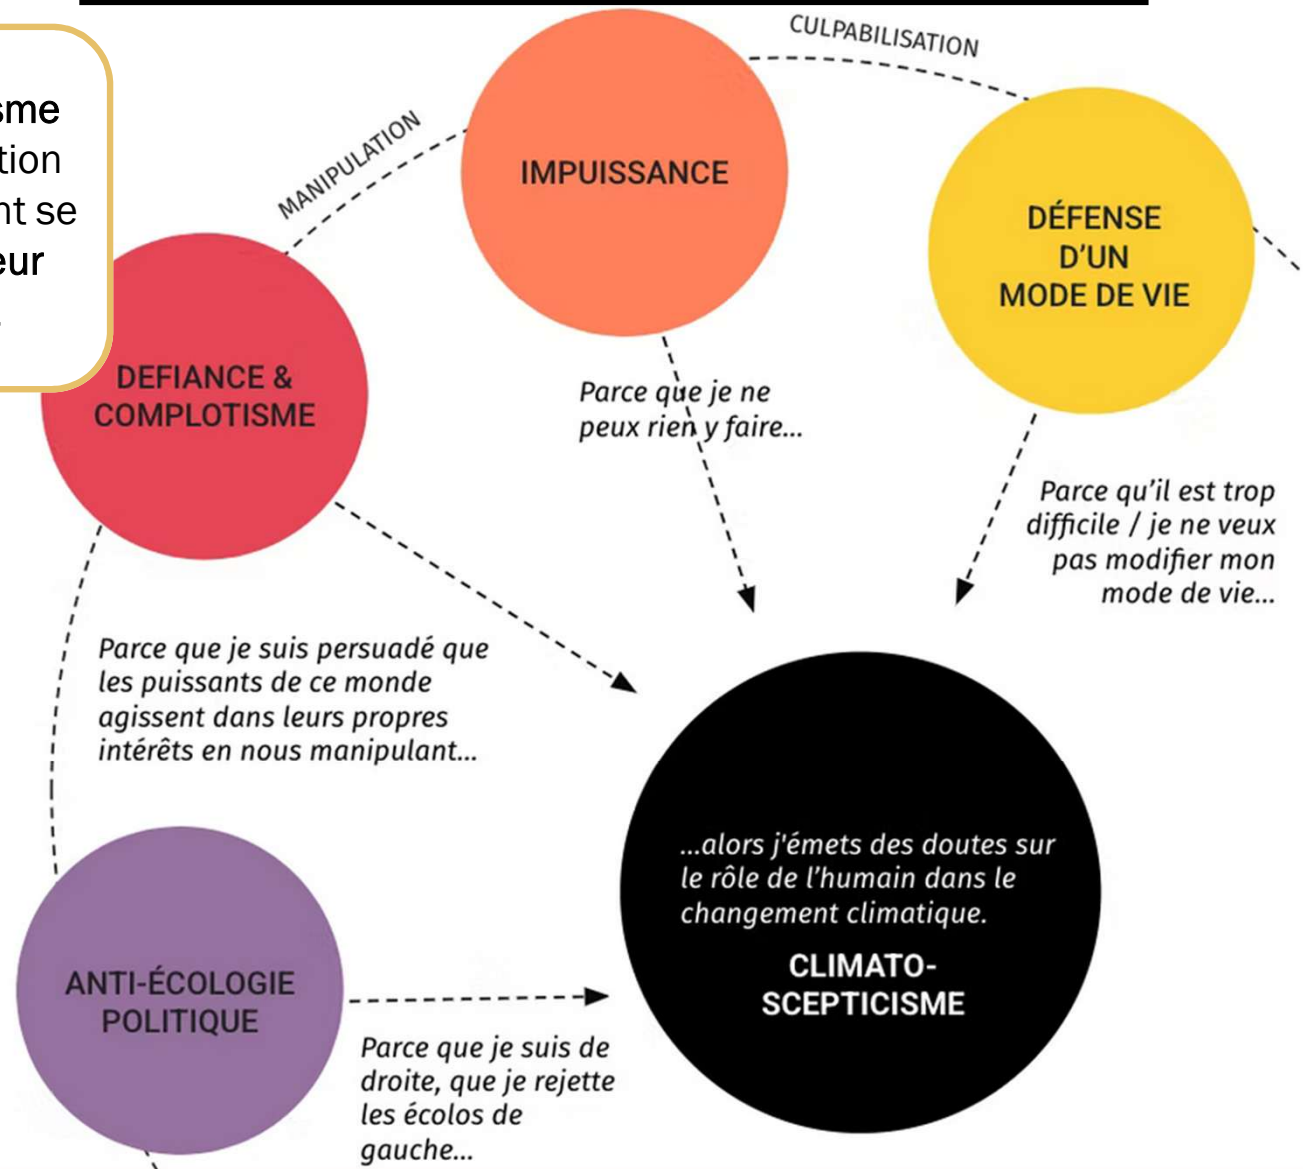 CULPABILISATION
MANIPULATION
IMPUISSANCE
DÉFENSE
D'UN
MODE DE VIE
sme
tion
nt se
eur
DEFIANCE &
COMPLOTISME
Parce que je ne
peux rien y faire...
Parce qu'il est trop
difficile / je ne veux
pas modifier mon
mode de vie...
Parce que je suis persuadé que
les puissants de ce monde
agissent dans leurs propres
intérêts en nous manipulant...
...alors j'émets des doutes sur
le rôle de l'humain dans le
changement climatique.
CLIMATO-
SCEPTICISME
ANTI-ÉCOLOGIE
POLITIQUE
Parce que je suis de
droite, que je rejette
les écolos de
gauche...